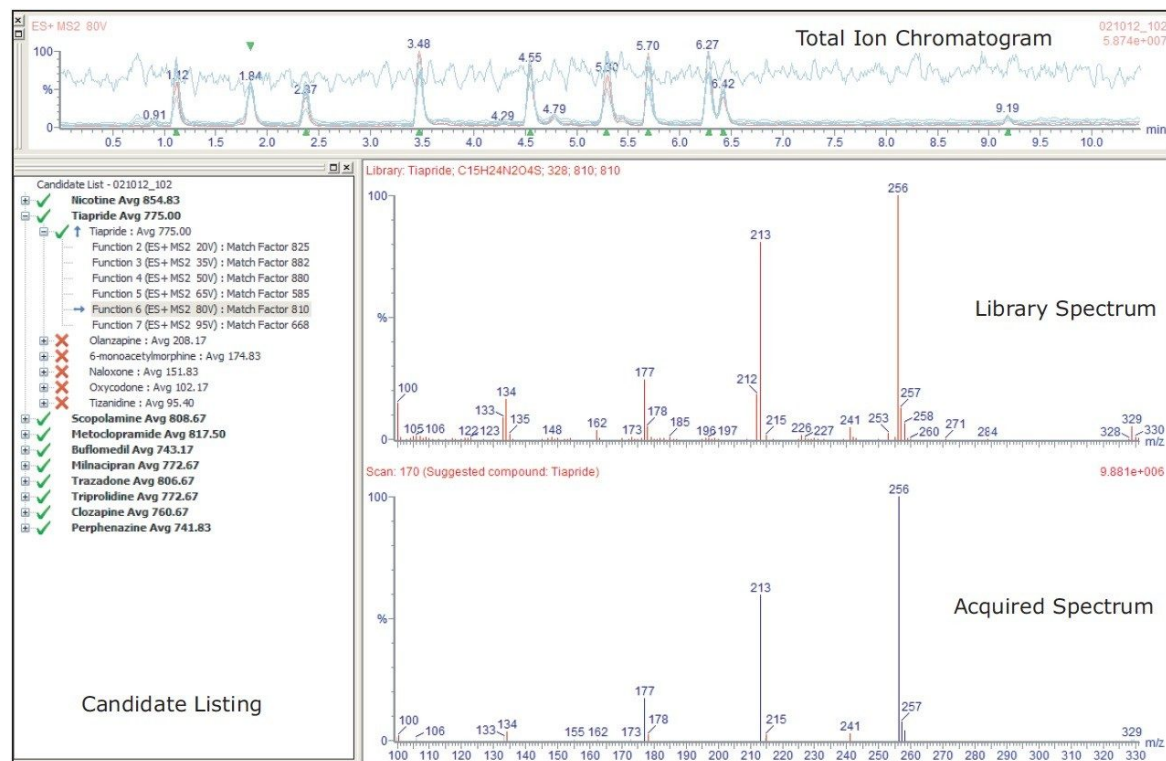 ES+ MS2 80V
Total Ion Chromatogram
021012_102
5.874e+007
100
%
0
0.91
1.12
1.84
2.37
3.48
4.29
4.55
4.79
5.30
5.70
6.27
6.42
9.19
0.5 1.0 1.5 2.0 2.5 3.0 3.5 4.0 4.5 5.0 5.5 6.0 6.5 7.0 7.5 8.0 8.5 9.0 9.5 10.0 min
Candidate List - 021012_102
Nicotine Avg 854.83
Tiapride Avg 775.00
Tiapride : Avg 775.00
Function 2 (ES+ MS2 20V) : Match Factor 825
Function 3 (ES+ MS2 35V) : Match Factor 882
Function 4 (ES+ MS2 50V) : Match Factor 880
Function 5 (ES+ MS2 65V) : Match Factor 585
Function 6 (ES+ MS2 80V) : Match Factor 810
Function 7 (ES+ MS2 95V) : Match Factor 668
Olanzapine : Avg 208.17
6-monoacetylmorphine : Avg 174.83
Naloxone : Avg 151.83
Oxycodone : Avg 102.17
Tizanidine : Avg 95.40
Scopolamine Avg 808.67
Metoclopramide Avg 817.50
Buflomedil Avg 743.17
Milnacipran Avg 772.67
Trazadone Avg 806.67
Triprolidine Avg 772.67
Clozapine Avg 760.67
Perphenazine Avg 741.83
Candidate Listing
Library: Tiapride; C15H24N2O4S; 328; 810; 810
100
%
0
100
105
106
122
123
133
134
135
148
162
173
177
178
185
196
197
212
213
215
226
227
241
253
256
257
258
260
271
284
328
329
330
m/z
Library Spectrum
Scan: 170 (Suggested compound: Tiapride)
9.881e+006
100
%
0
100
106
133
134
155
162
173
177
178
213
215
241
256
257
329
m/z
Acquired Spectrum
100 110 120 130 140 150 160 170 180 190 200 210 220 230 240 250 260 270 280 290 300 310 320 330